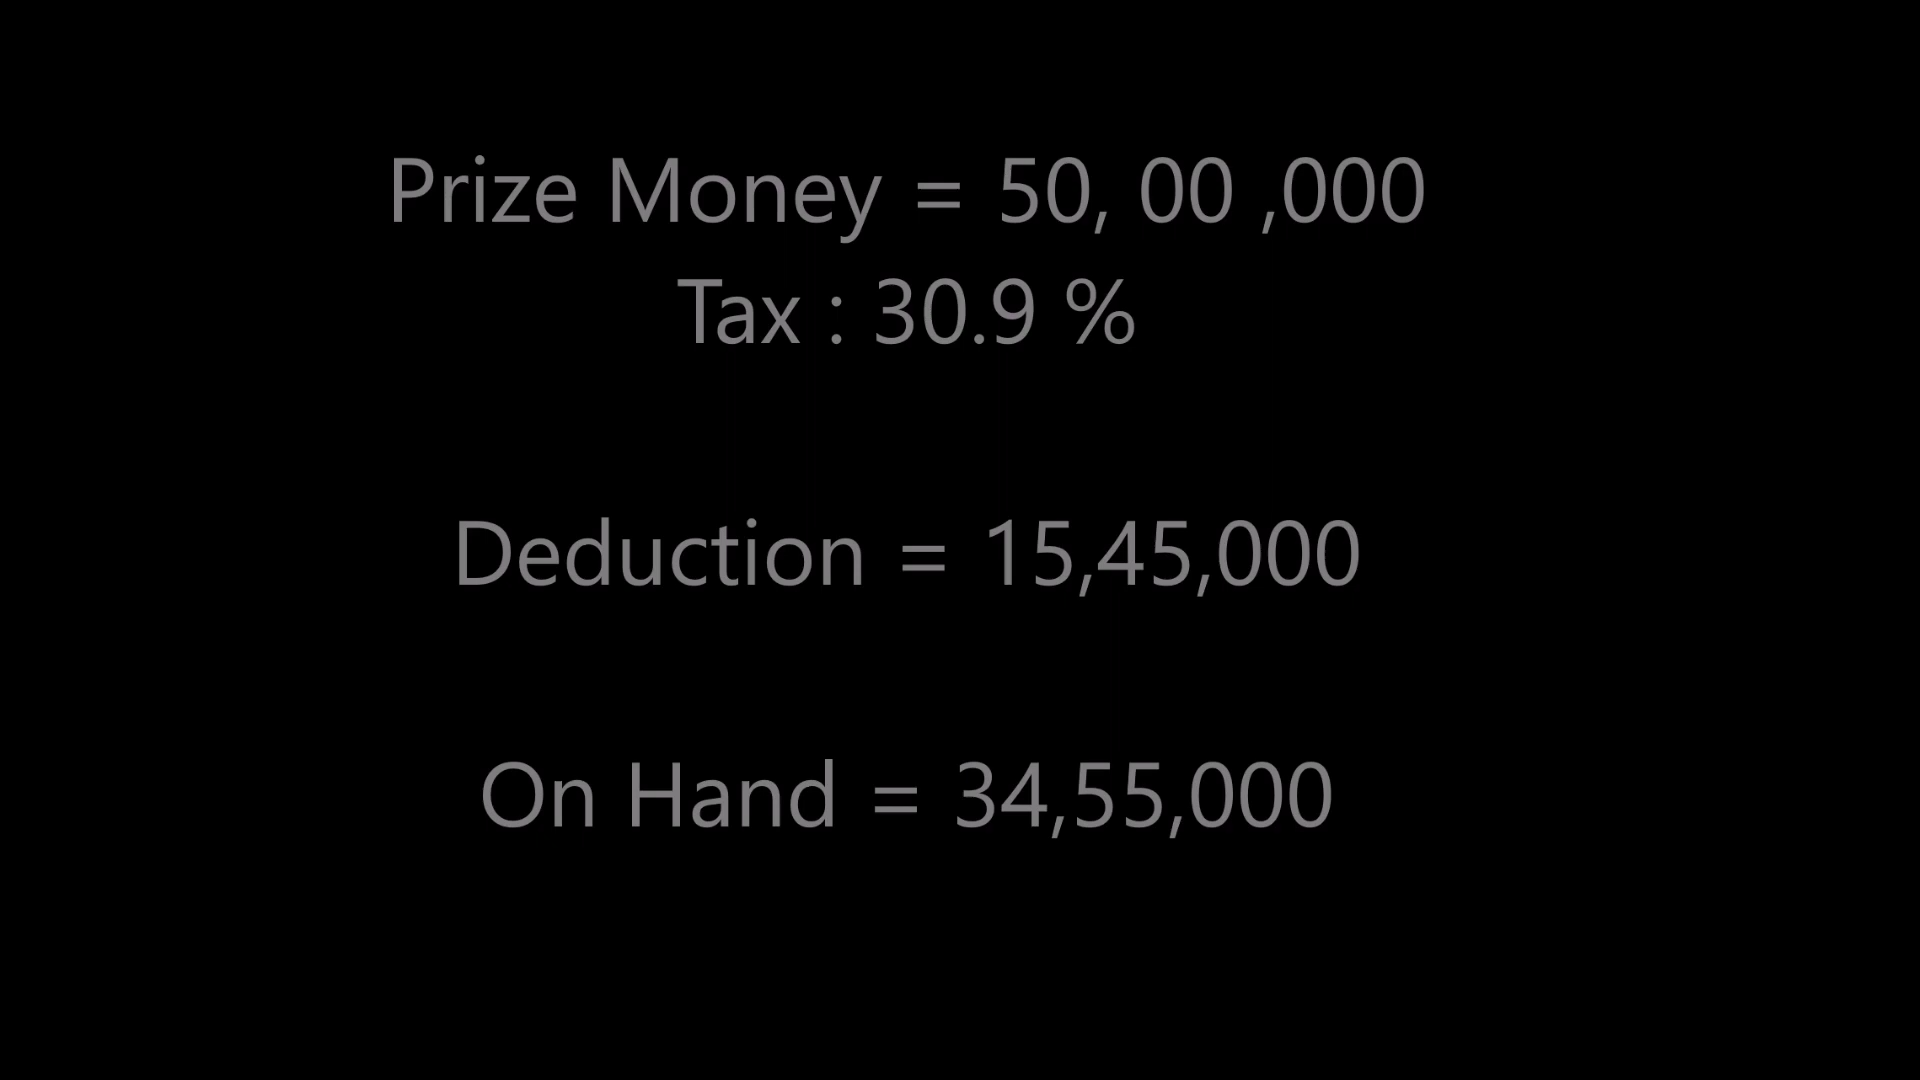 Prize Money = 50, 00 ,000
Tax : 30.9 %
Deduction = 15,45,000
On Hand = 34,55,000